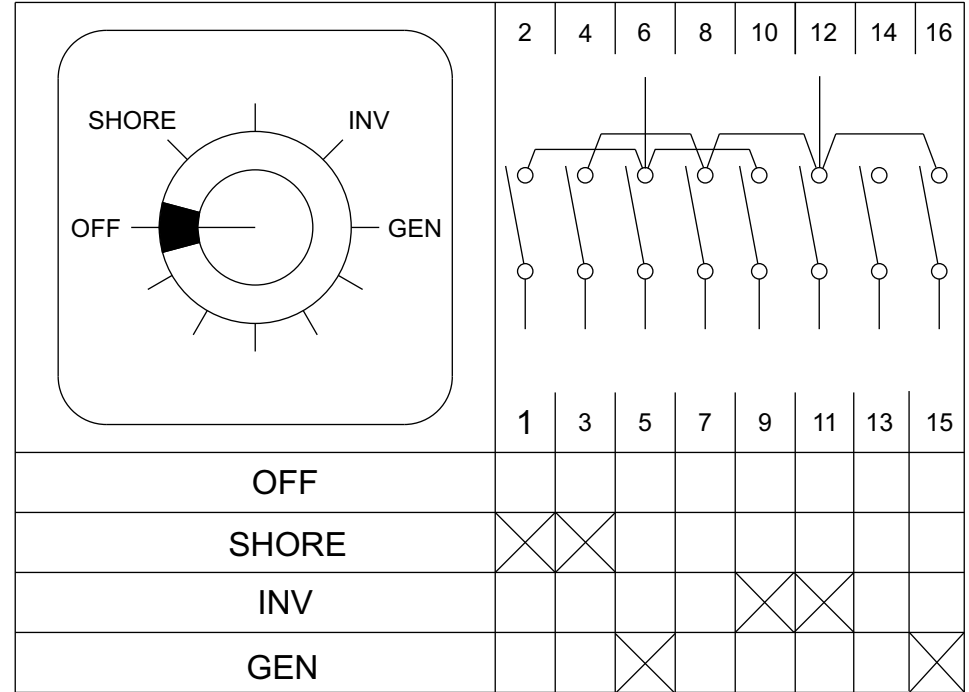 2 4 6 8 10 12 14 16
SHORE INV
OFF GEN
1 3 5 7 9 11 13 15
OFF
SHORE
INV
GEN